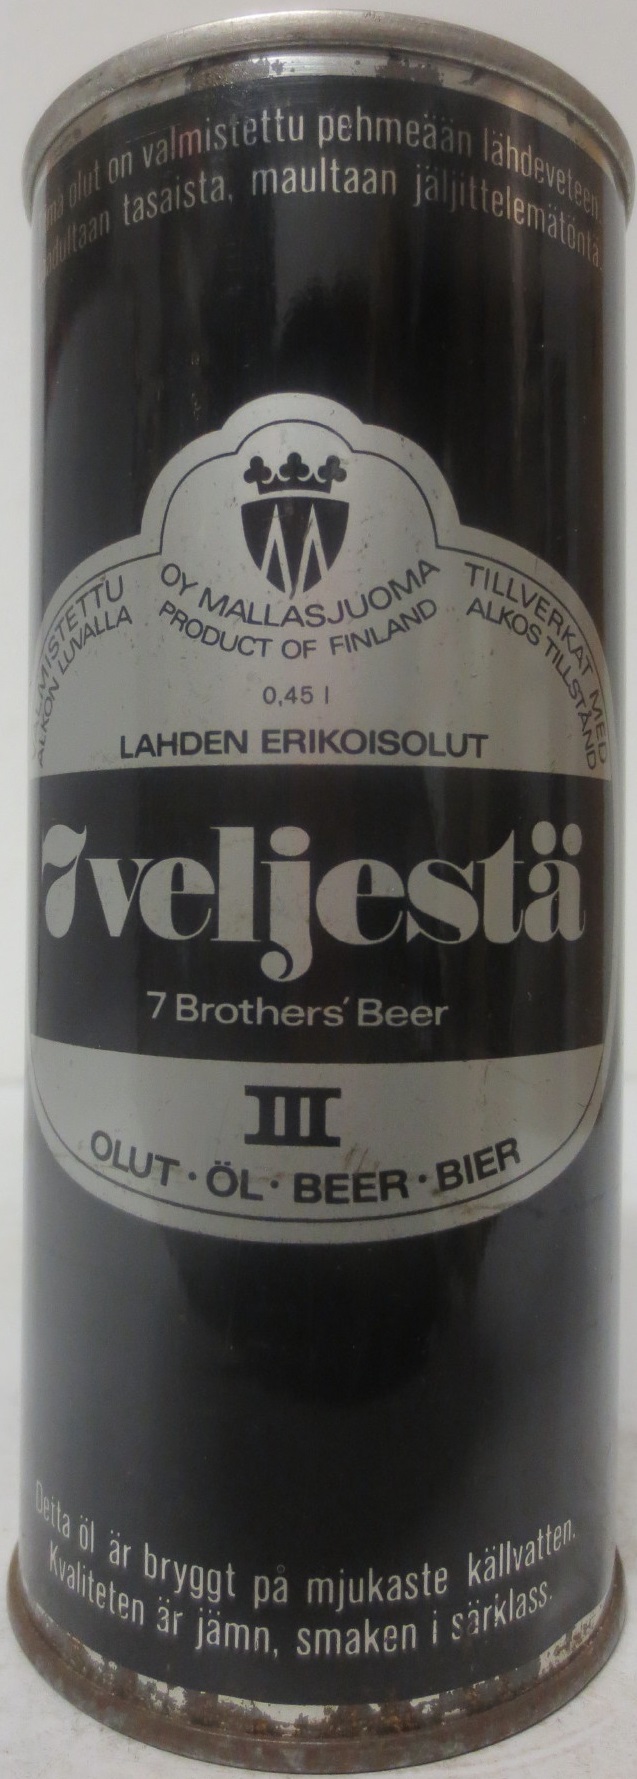 olut on valmistettu pehmeään lähdeveteen.
tasaista, maultaan jäljittelemätöntä.
VALMISTETTU
ALKON LUVALLA
OY MALLASJUOMA
PRODUCT OF FINLAND
TILLVERKAT MED
ALKOS TILLSTÅND
0,45 l
LAHDEN ERIKOISOLUT
7 veljestä
7 Brothers' Beer
III
OLUT · ÖL · BEER · BIER
Detta öl är bryggt på mjukaste källvatten.
Kvaliteten är jämn, smaken i särklass.